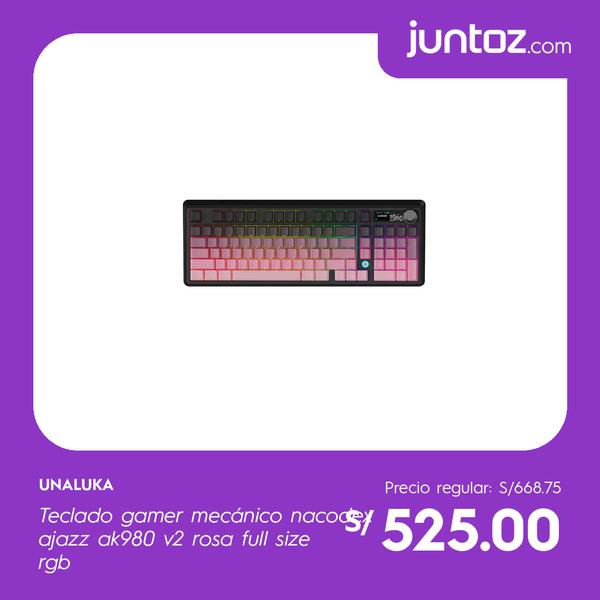 juntoz.com
UNALUKA
Teclado gamer mecánico nacodex
ajazz ak980 v2 rosa full size
rgb
Precio regular: S/668.75
S/ 525.00